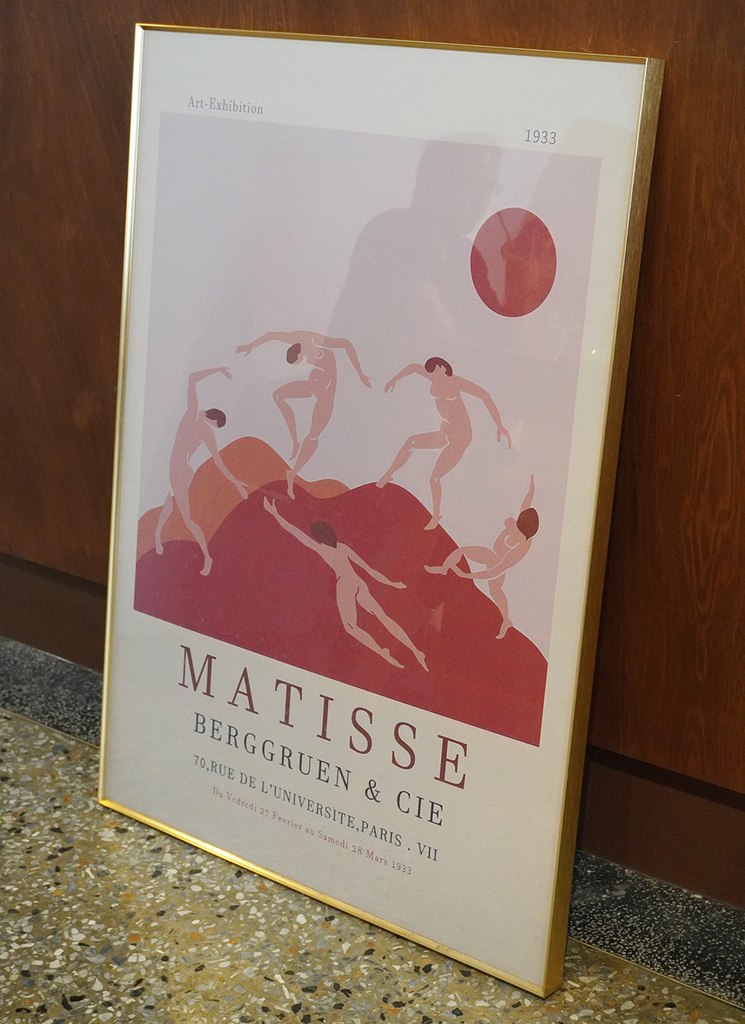 Art-Exhibition
1933
MATISSE
BERGGRUEN & CIE
70,RUE DE L'UNIVERSITE,PARIS . VII
Du Vedredi 27 Fevrier au Samedi 28 Mars 1933